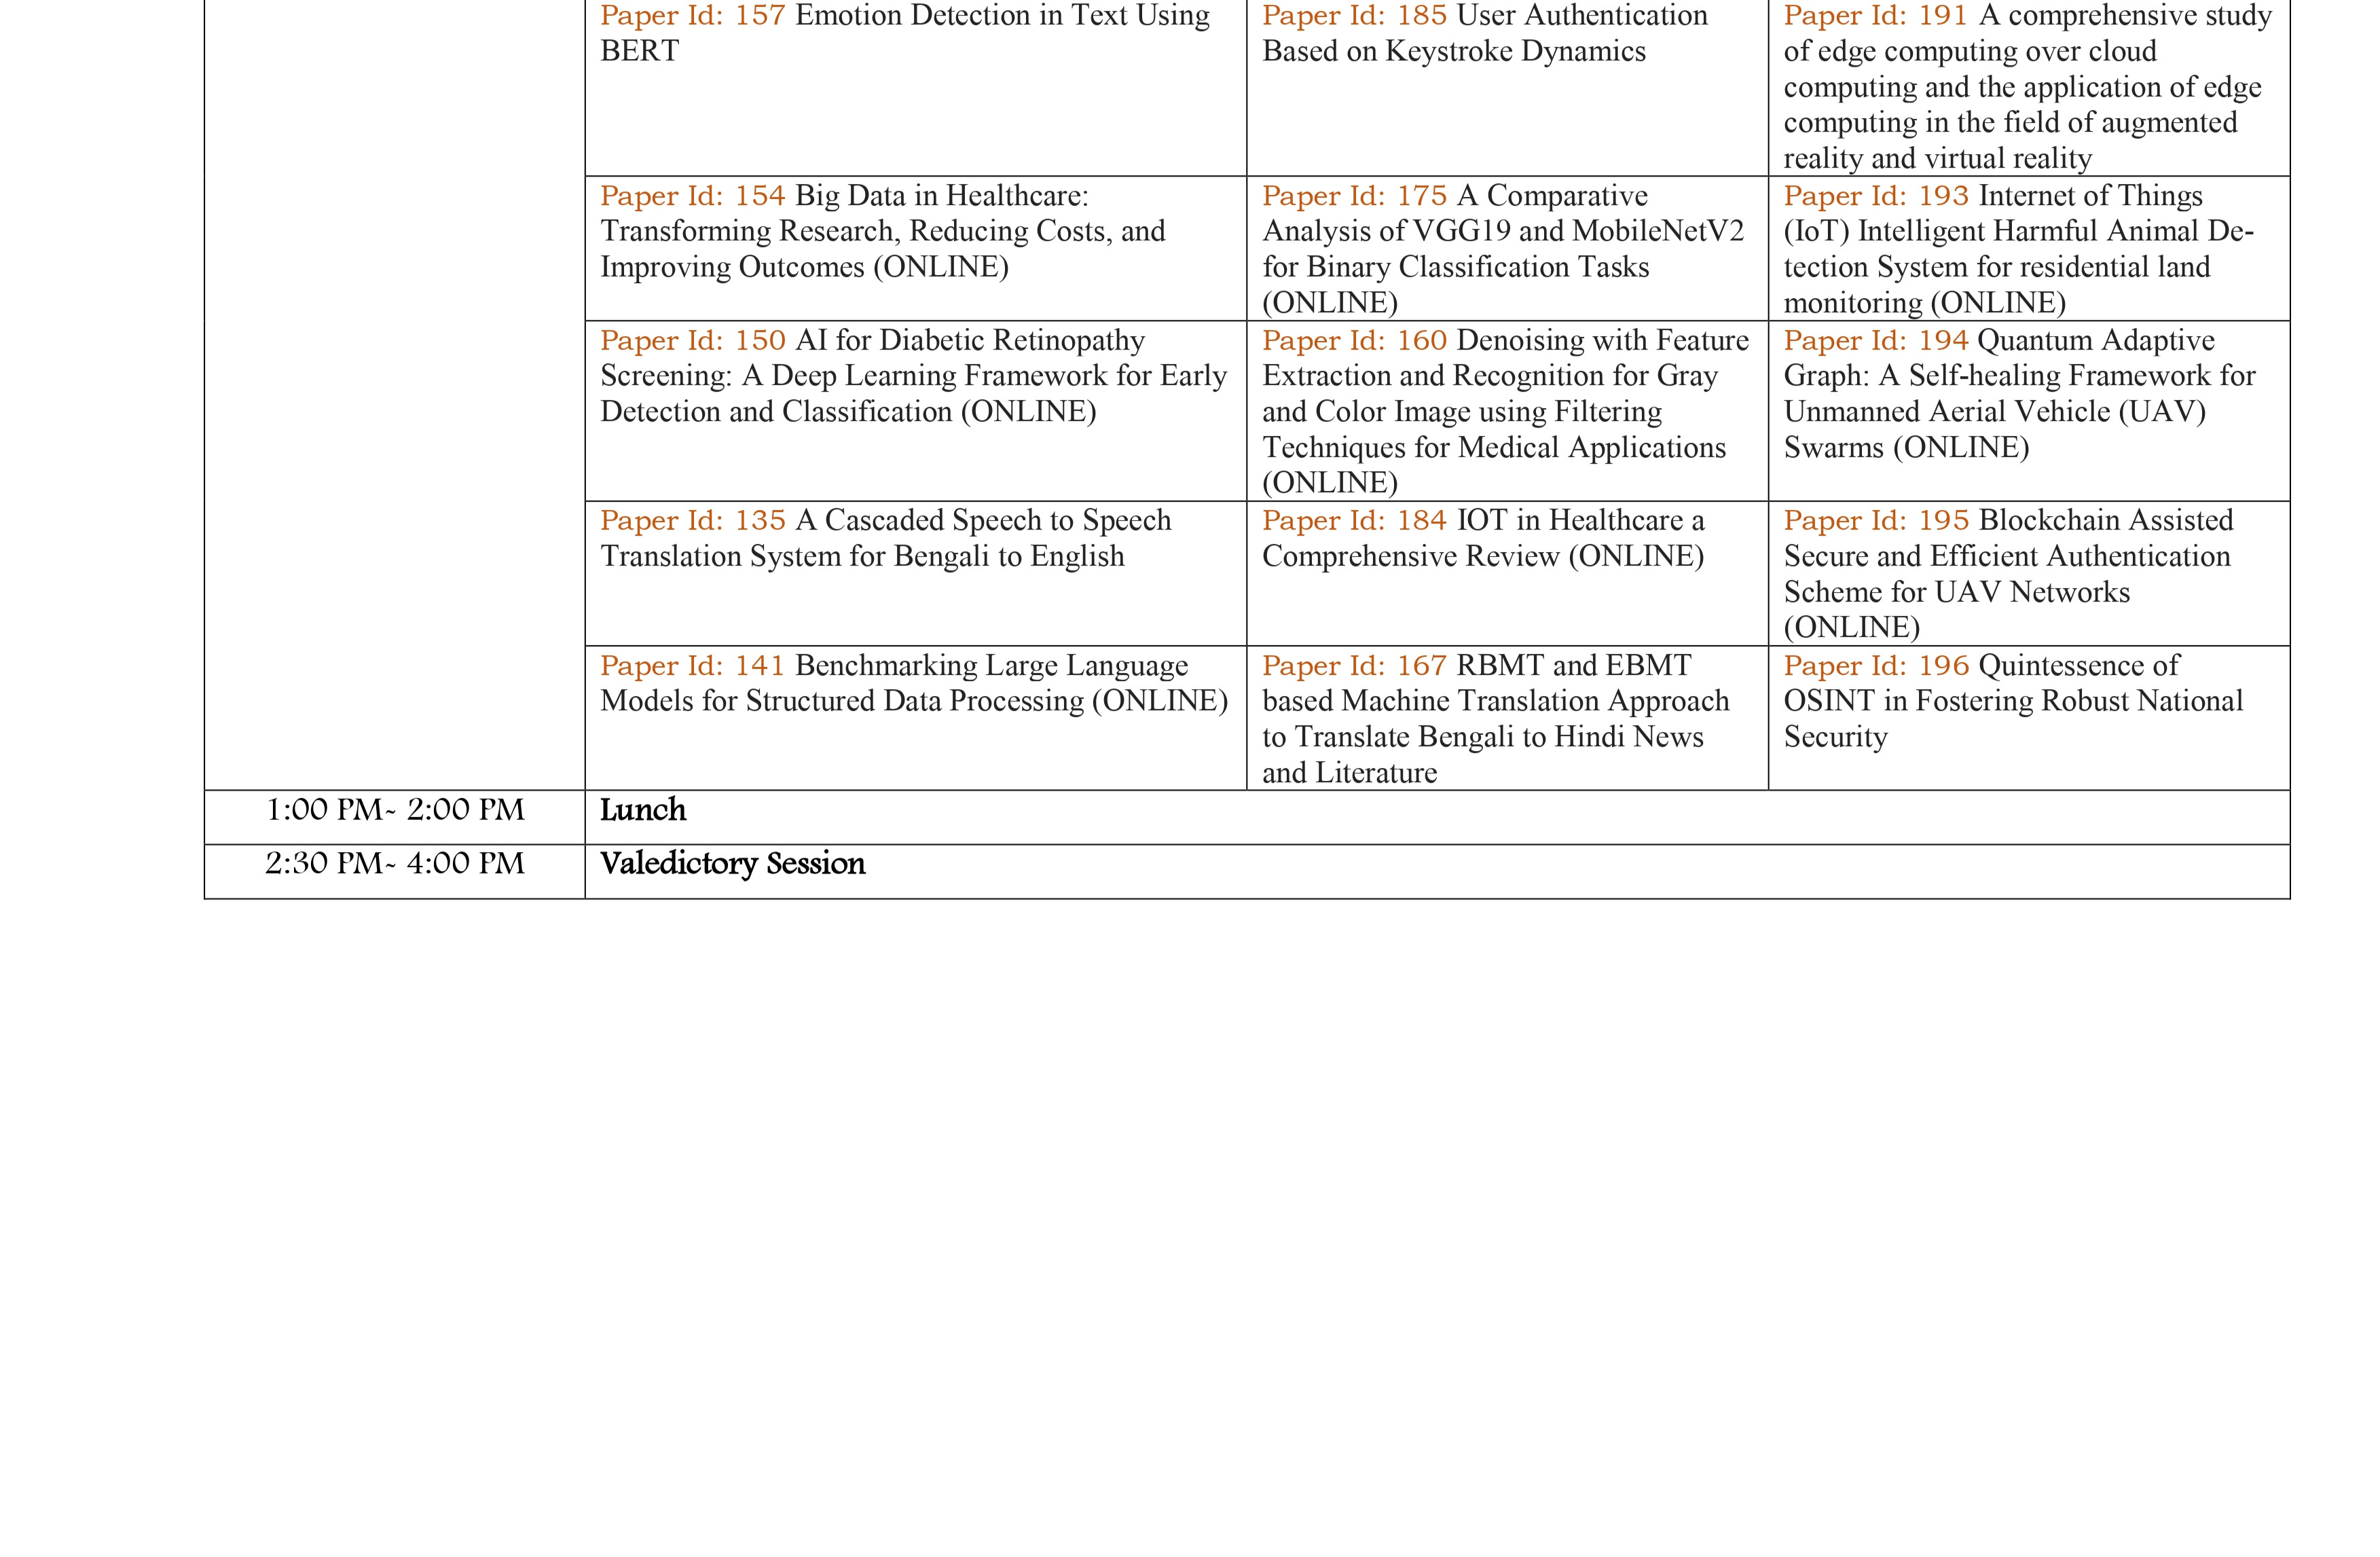 Paper Id: 157 Emotion Detection in Text Using
BERT
Paper Id: 185 User Authentication
Based on Keystroke Dynamics
Paper Id: 191 A comprehensive study
of edge computing over cloud
computing and the application of edge
computing in the field of augmented
reality and virtual reality
Paper Id: 154 Big Data in Healthcare:
Transforming Research, Reducing Costs, and
Improving Outcomes (ONLINE)
Paper Id: 175 A Comparative
Analysis of VGG19 and MobileNetV2
for Binary Classification Tasks
(ONLINE)
Paper Id: 193 Internet of Things
(IoT) Intelligent Harmful Animal De-
tection System for residential land
monitoring (ONLINE)
Paper Id: 150 AI for Diabetic Retinopathy
Screening: A Deep Learning Framework for Early
Detection and Classification (ONLINE)
Paper Id: 160 Denoising with Feature
Extraction and Recognition for Gray
and Color Image using Filtering
Techniques for Medical Applications
(ONLINE)
Paper Id: 194 Quantum Adaptive
Graph: A Self-healing Framework for
Unmanned Aerial Vehicle (UAV)
Swarms (ONLINE)
Paper Id: 135 A Cascaded Speech to Speech
Translation System for Bengali to English
Paper Id: 184 IOT in Healthcare a
Comprehensive Review (ONLINE)
Paper Id: 195 Blockchain Assisted
Secure and Efficient Authentication
Scheme for UAV Networks
(ONLINE)
Paper Id: 141 Benchmarking Large Language
Models for Structured Data Processing (ONLINE)
Paper Id: 167 RBMT and EBMT
based Machine Translation Approach
to Translate Bengali to Hindi News
and Literature
Paper Id: 196 Quintessence of
OSINT in Fostering Robust National
Security
1:00 PM- 2:00 PM
Lunch
2:30 PM- 4:00 PM
Valedictory Session